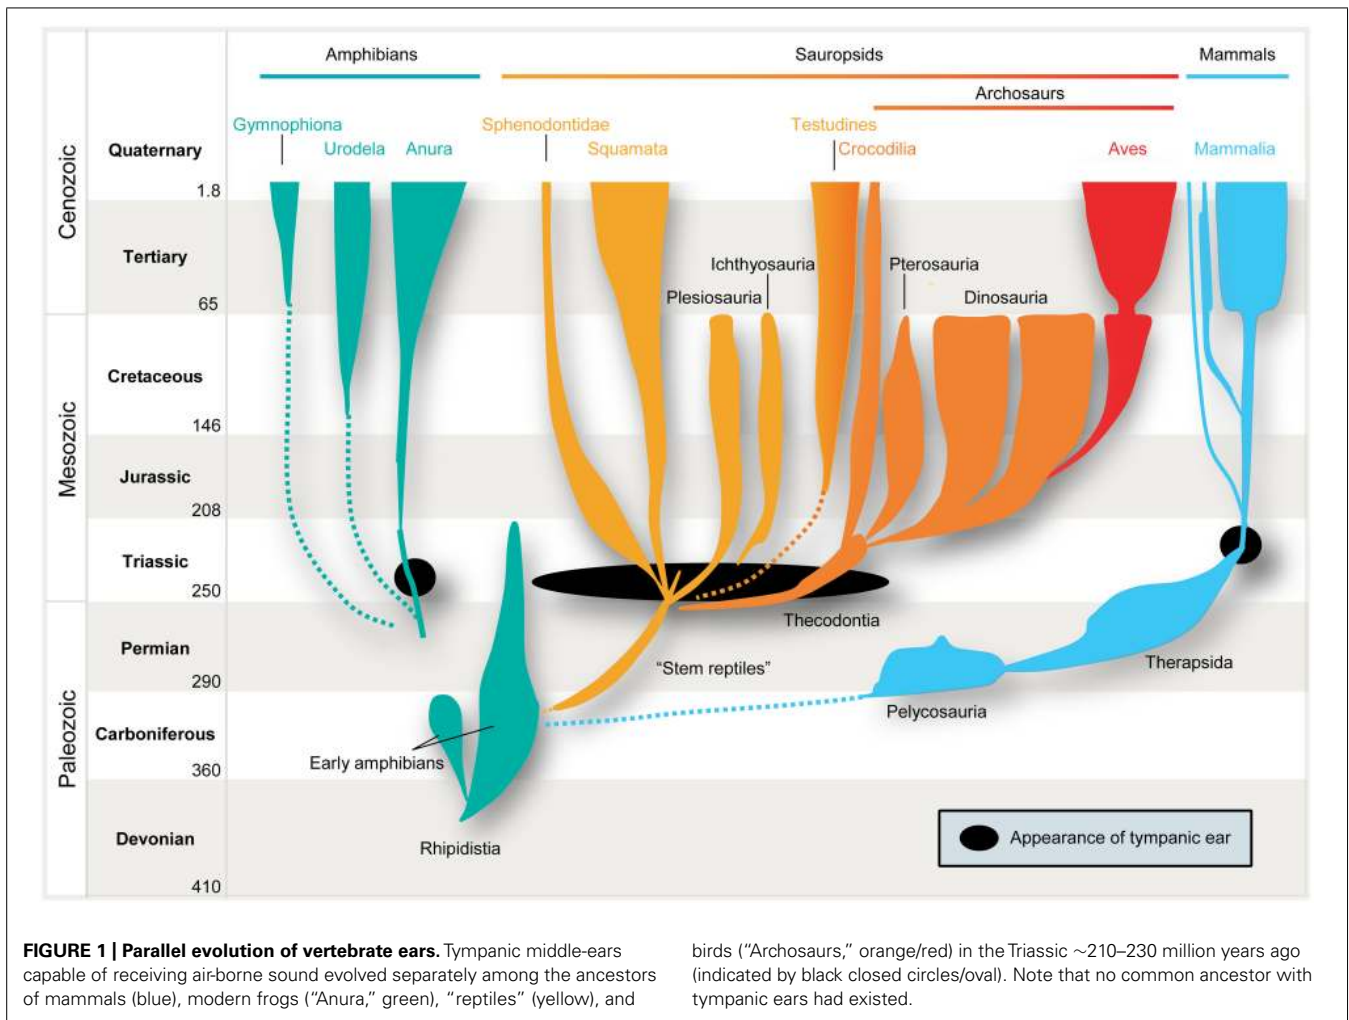 Amphibians
Sauropsids
Mammals
Archosaurs
Gymnophiona
Urodela
Anura
Sphenodontidae
Squamata
Testudines
Crocodilia
Aves
Mammalia
Cenozoic
Quaternary
1.8
Tertiary
65
Ichthyosauria
Plesiosauria
Pterosauria
Dinosauria
Mesozoic
Cretaceous
146
Jurassic
208
Triassic
250
Paleozoic
Permian
290
Carboniferous
360
Devonian
410
Thecodontia
"Stem reptiles"
Therapsida
Pelycosauria
Early amphibians
Rhipidistia
Appearance of tympanic ear
FIGURE 1 | Parallel evolution of vertebrate ears. Tympanic middle-ears
capable of receiving air-borne sound evolved separately among the ancestors
of mammals (blue), modern frogs ("Anura," green), "reptiles" (yellow), and
birds ("Archosaurs," orange/red) in the Triassic ∼210–230 million years ago
(indicated by black closed circles/oval). Note that no common ancestor with
tympanic ears had existed.